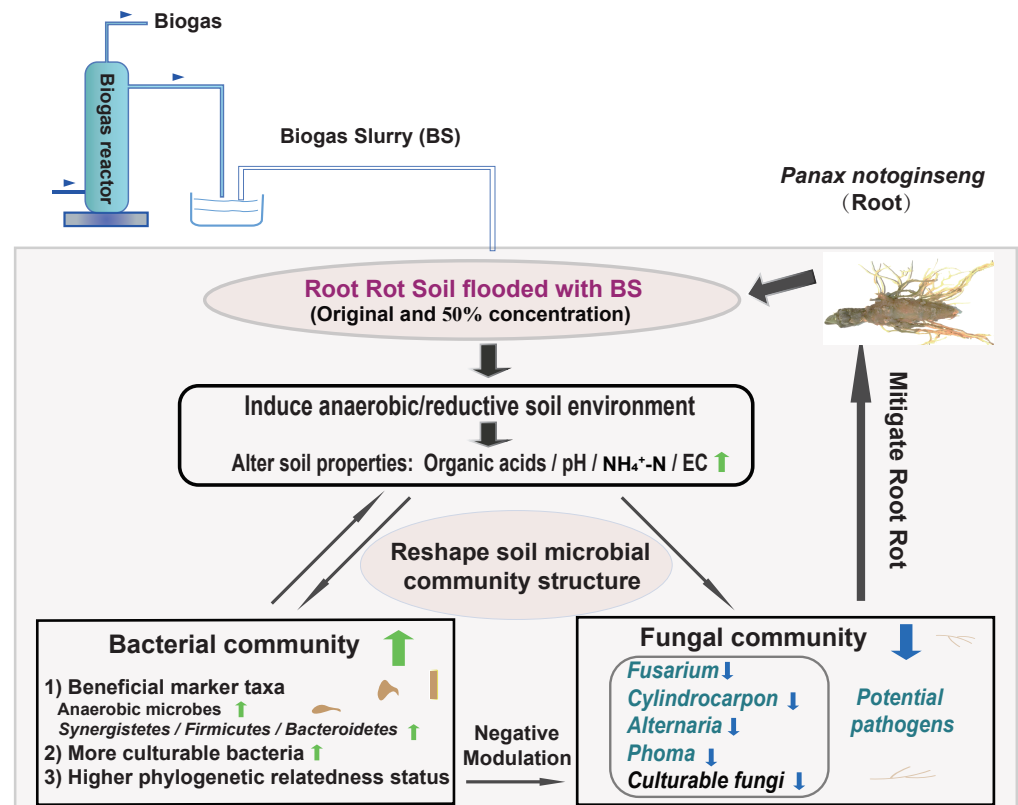 Biogas
Biogas reactor
Biogas Slurry (BS)
Panax notoginseng
(Root)
Root Rot Soil flooded with BS
(Original and 50% concentration)
Induce anaerobic/reductive soil environment
Alter soil properties: Organic acids / pH / NH₄⁺-N / EC
Mitigate Root Rot
Reshape soil microbial
community structure
Bacterial community
1) Beneficial marker taxa
Anaerobic microbes
Synergistetes / Firmicutes / Bacteroidetes
2) More culturable bacteria
3) Higher phylogenetic relatedness status
Negative
Modulation
Fungal community
Fusarium
Cylindrocarpon
Alternaria
Phoma
Culturable fungi
Potential
pathogens